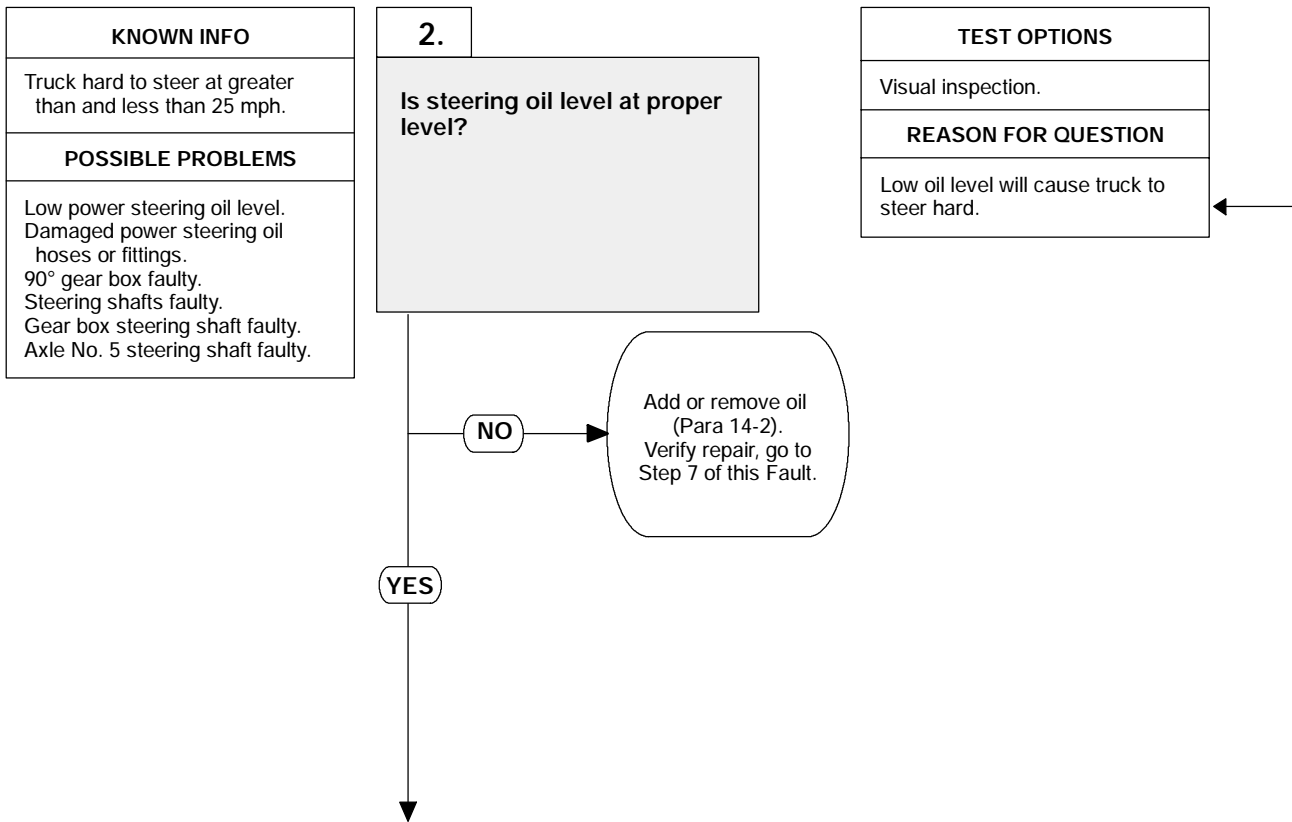 KNOWN INFO
Truck hard to steer at greater
than and less than 25 mph.
POSSIBLE PROBLEMS
Low power steering oil level.
Damaged power steering oil
hoses or fittings.
90° gear box faulty.
Steering shafts faulty.
Gear box steering shaft faulty.
Axle No. 5 steering shaft faulty.
2.
Is steering oil level at proper
level?
TEST OPTIONS
Visual inspection.
REASON FOR QUESTION
Low oil level will cause truck to
steer hard.
NO
Add or remove oil
(Para 14-2).
Verify repair, go to
Step 7 of this Fault.
YES